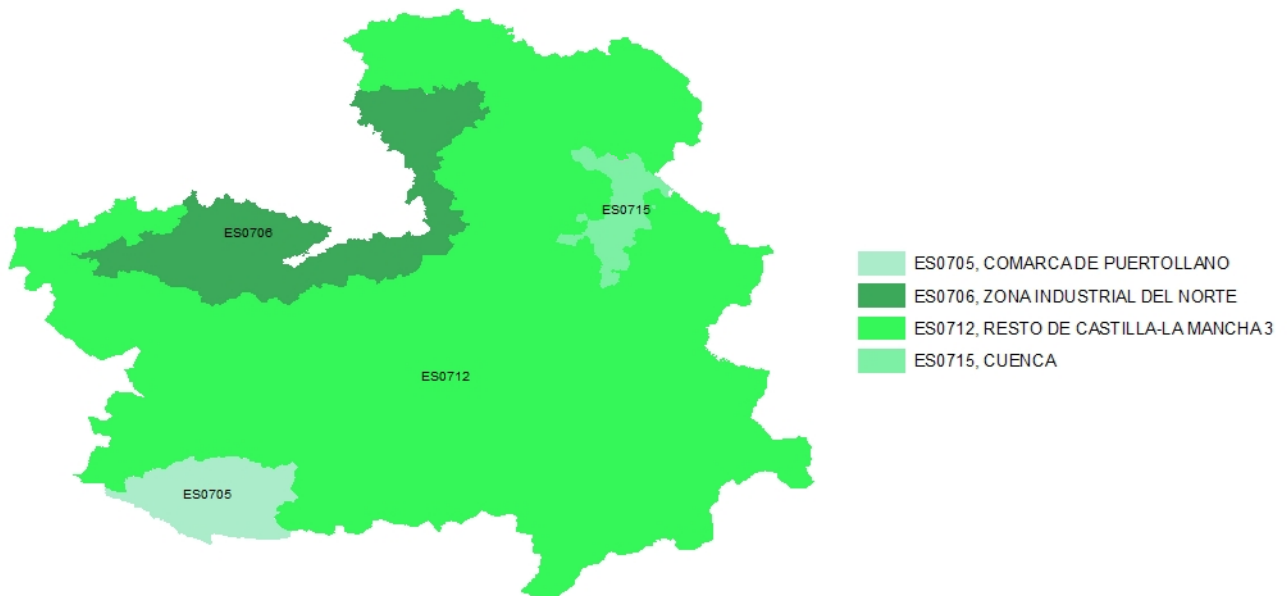 ES0715
ES0706
ES0712
ES0705
ES0705, COMARCA DE PUERTOLLANO
ES0706, ZONA INDUSTRIAL DEL NORTE
ES0712, RESTO DE CASTILLA-LA MANCHA 3
ES0715, CUENCA